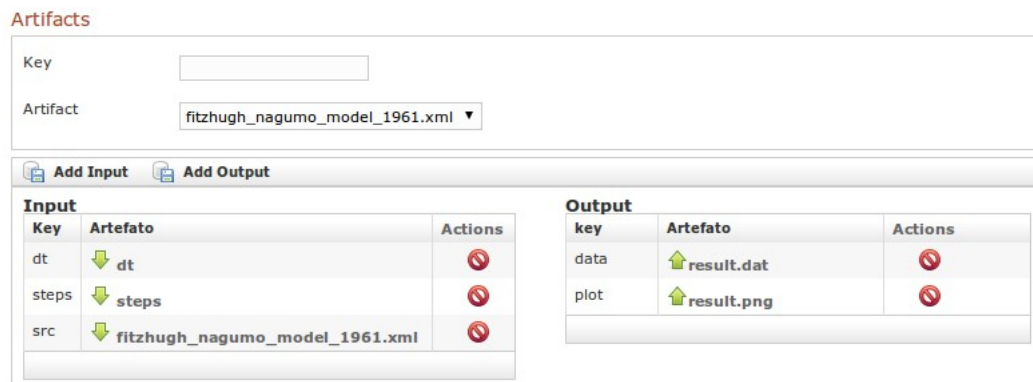 Artifacts
Key
Artifact fitzhugh_nagumo_model_1961.xml
Add Input Add Output
Input
Key Artefato Actions
dt dt
steps steps
src fitzhugh_nagumo_model_1961.xml
Output
key Artefato Actions
data result.dat
plot result.png